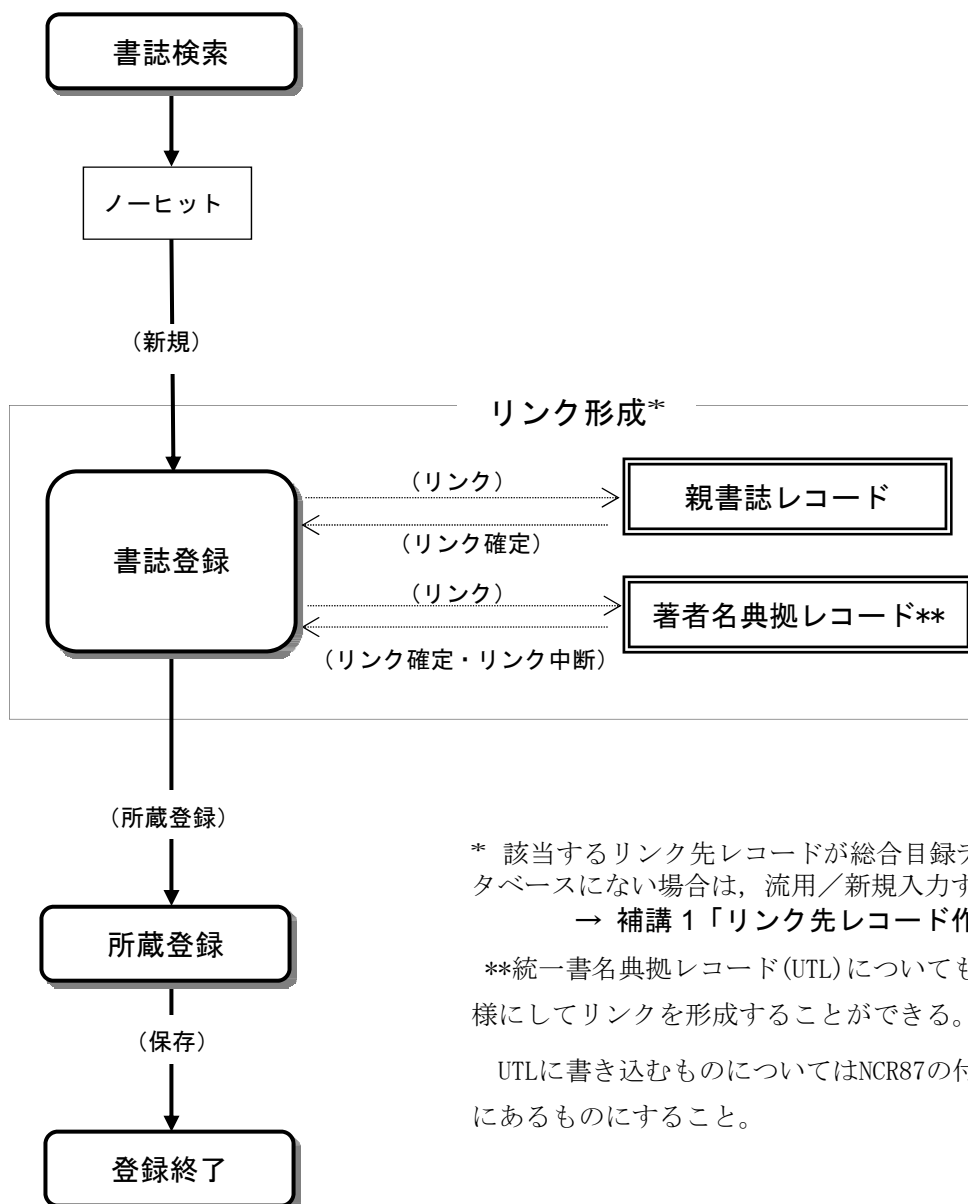 書誌検索
ノーヒット
（新規）
リンク形成*
書誌登録
（リンク）
親書誌レコード
（リンク確定）
（リンク）
著者名典拠レコード**
（リンク確定・リンク中断）
（所蔵登録）
* 該当するリンク先レコードが総合目録デ
タベースにない場合は，流用／新規入力す
→ 補講１「リンク先レコード作
所蔵登録
**統一書名典拠レコード(UTL)についても
様にしてリンクを形成することができる。
（保存）
UTLに書き込むものについてはNCR87の付
にあるものにすること。
登録終了